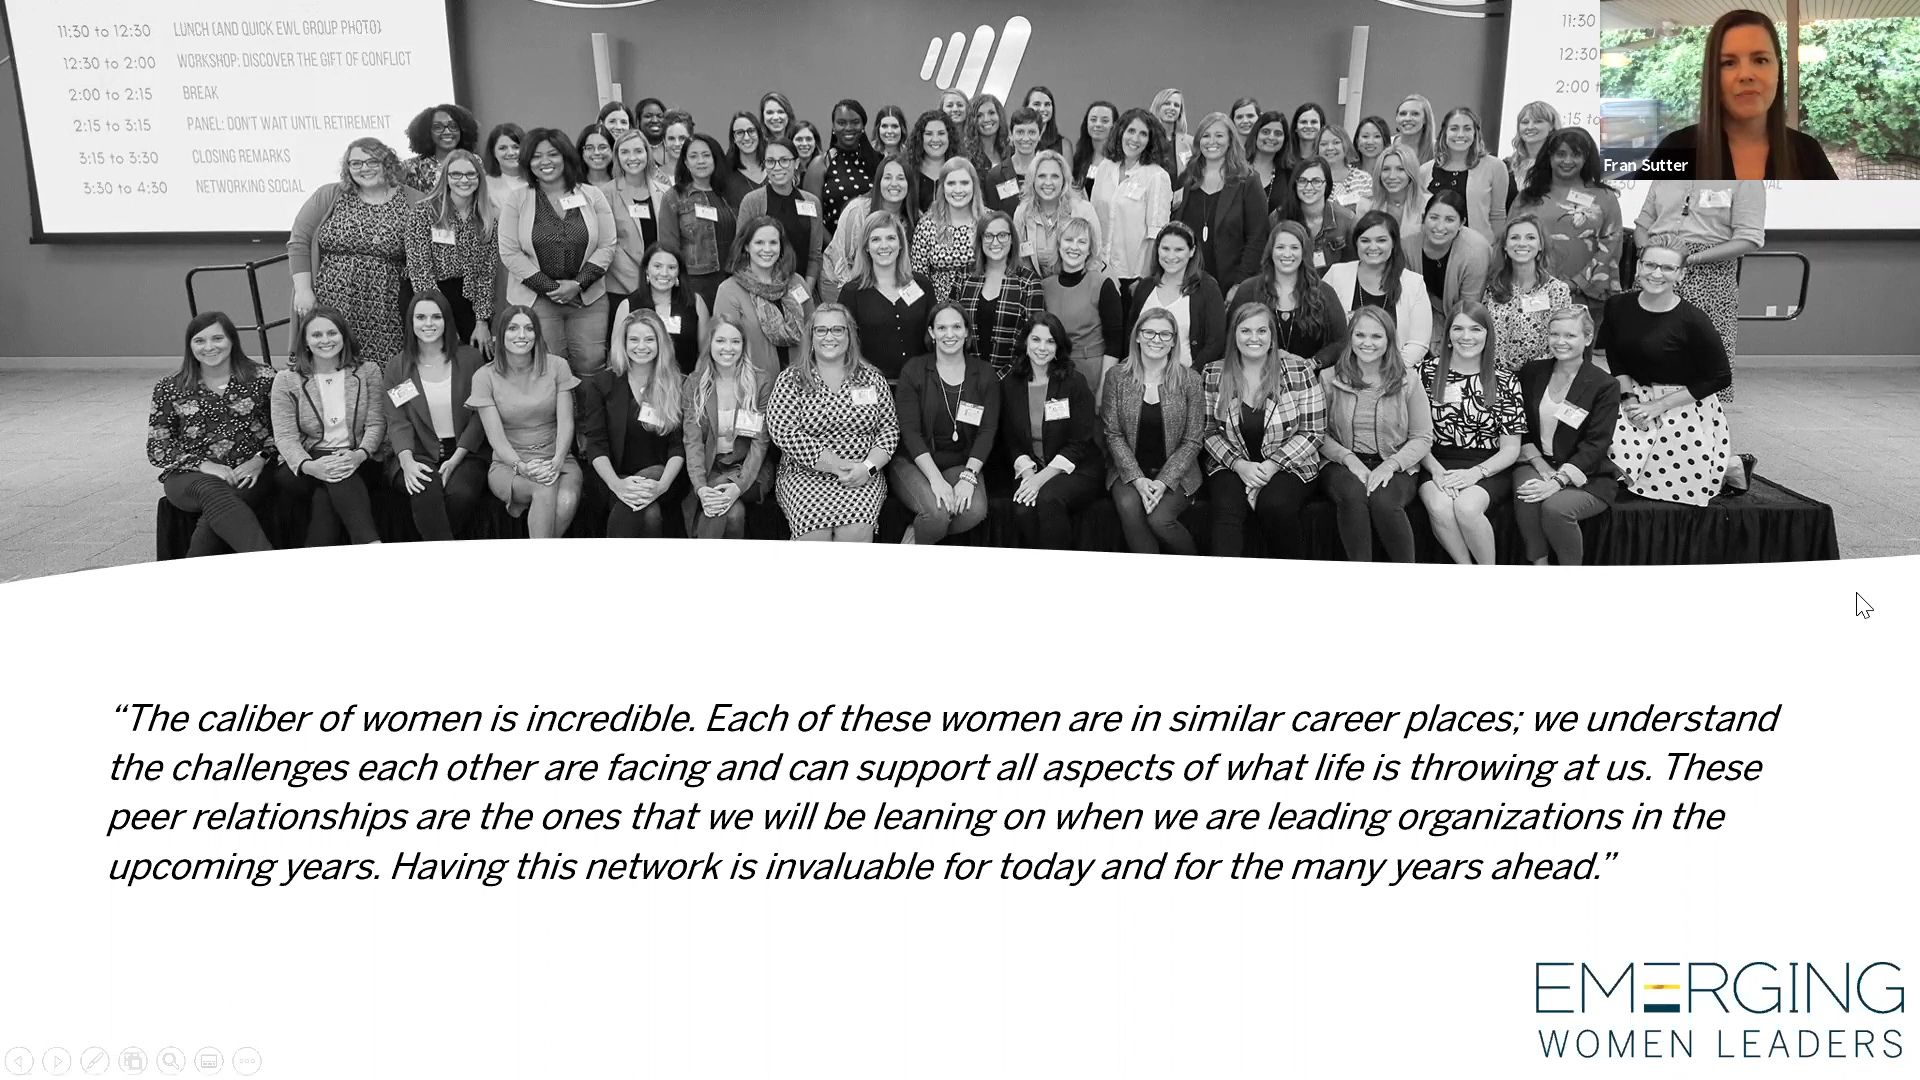 11:30 to 12:30 LUNCH (AND QUICK EWL GROUP PHOTO)
12:30 to 2:00 WORKSHOP: DISCOVER THE GIFT OF CONFLICT
2:00 to 2:15 BREAK
2:15 to 3:15 PANEL: DON'T WAIT UNTIL RETIREMENT
3:15 to 3:30 CLOSING REMARKS
3:30 to 4:30 NETWORKING SOCIAL
11:30
12:30
2:00
Fran Sutter
“The caliber of women is incredible. Each of these women are in similar career places; we understand
the challenges each other are facing and can support all aspects of what life is throwing at us. These
peer relationships are the ones that we will be leaning on when we are leading organizations in the
upcoming years. Having this network is invaluable for today and for the many years ahead.”
EMERGING
WOMEN LEADERS